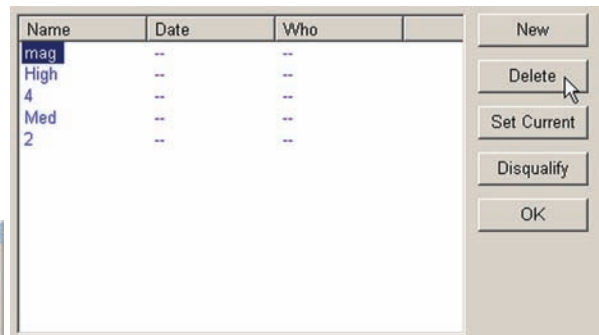 Name Date Who New
mag -- --
High -- -- Delete
4 -- --
Med -- -- Set Current
2 -- --
Disqualify
OK